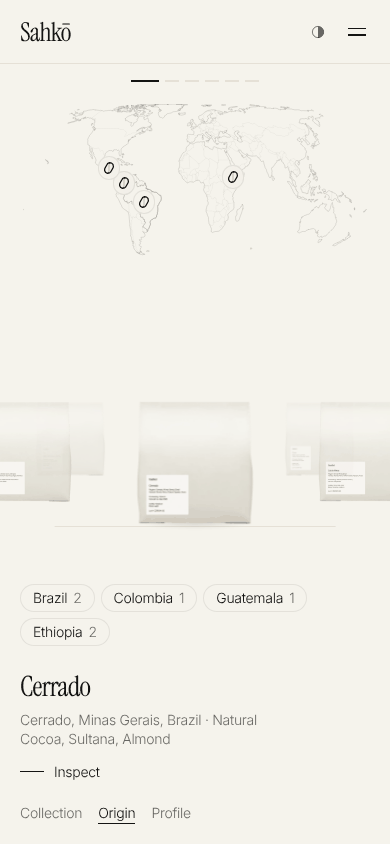 Sahkō
Brazil 2
Colombia 1
Guatemala 1
Ethiopia 2
Cerrado
Cerrado, Minas Gerais, Brazil · Natural
Cocoa, Sultana, Almond
Inspect
Collection Origin Profile